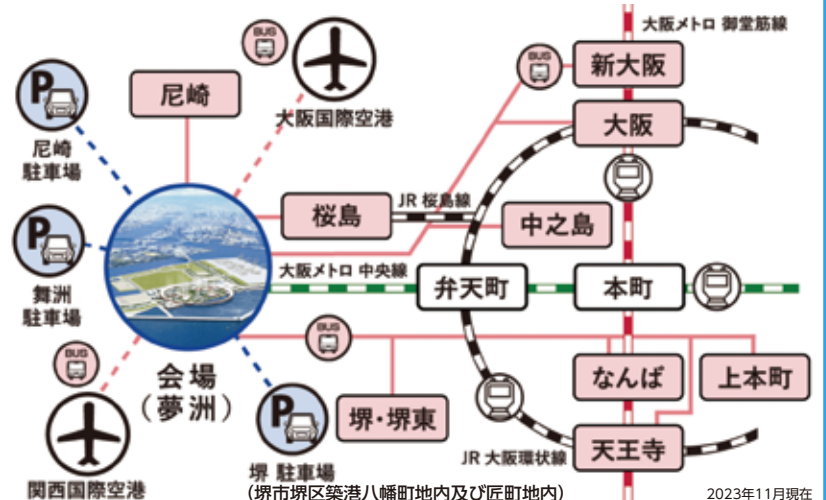 大阪メトロ 御堂筋線
BUS
BUS
新大阪
P
尼崎
大阪国際空港
大阪
尼崎
駐車場
JR 桜島線
桜島
中之島
P
舞洲
駐車場
大阪メトロ 中央線
弁天町
本町
BUS
BUS
会場
（夢洲）
なんば
上本町
P
堺・堺東
天王寺
JR 大阪環状線
関西国際空港
堺 駐車場
（堺市堺区築港八幡町地内及び匠町地内）
2023年11月現在